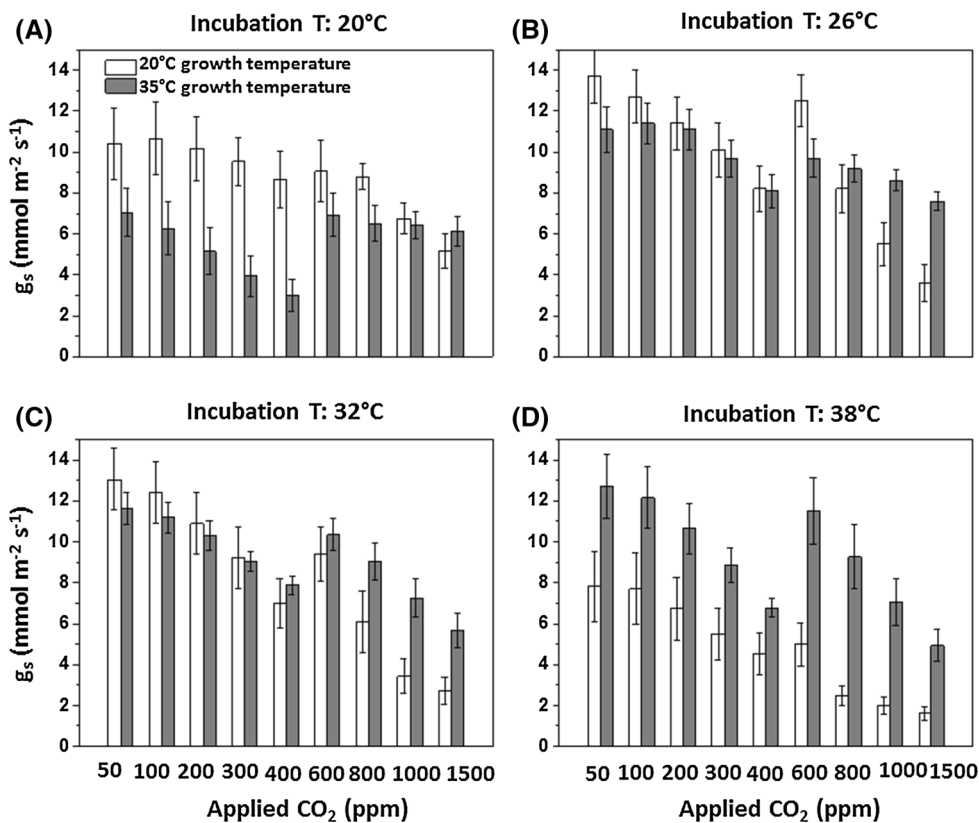 (A) Incubation T: 20°C
20°C growth temperature
35°C growth temperature
gₛ (mmol m⁻² s⁻¹)
14
12
10
8
6
4
2
0
(B) Incubation T: 26°C
14
12
10
8
6
4
2
0
(C) Incubation T: 32°C
gₛ (mmol m⁻² s⁻¹)
14
12
10
8
6
4
2
0
50 100 200 300 400 600 800 1000 1500
Applied CO₂ (ppm)
(D) Incubation T: 38°C
14
12
10
8
6
4
2
0
50 100 200 300 400 600 800 1000 1500
Applied CO₂ (ppm)